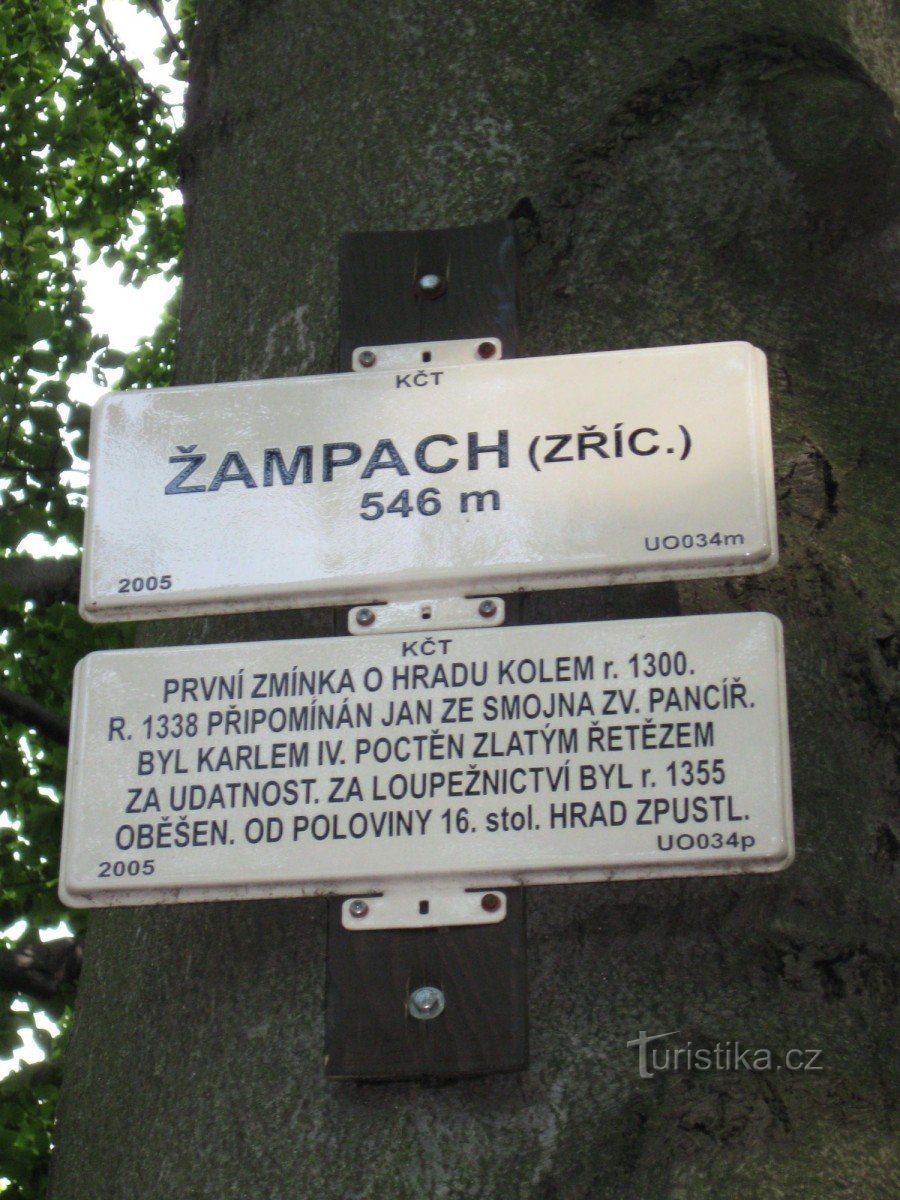 KČT
ŽAMPACH (ZŘÍC.)
546 m
UO034m
2005
KČT
PRVNÍ ZMÍNKA O HRADU KOLEM r. 1300.
R. 1338 PŘIPOMÍNÁN JAN ZE SMOJNA ZV. PANCÍŘ.
BYL KARLEM IV. POCTĚN ZLATÝM ŘETĚZEM
ZA UDATNOST. ZA LOUPEŽNICTVÍ BYL r. 1355
OBĚŠEN. OD POLOVINY 16. stol. HRAD ZPUSTL.
2005 UO034p
Turistika.cz